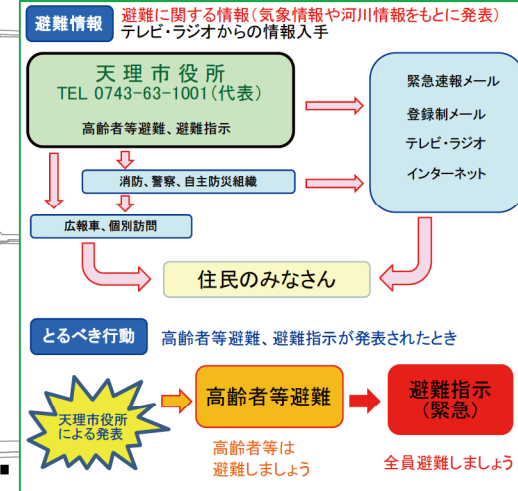 避難情報
避難に関する情報(気象情報や河川情報をもとに発表)
テレビ・ラジオからの情報入手
天理市役所
TEL 0743-63-1001(代表)
高齢者等避難、避難指示
緊急速報メール
登録制メール
テレビ・ラジオ
インターネット
消防、警察、自主防災組織
広報車、個別訪問
住民のみなさん
とるべき行動
高齢者等避難、避難指示が発表されたとき
天理市役所
による発表
高齢者等避難
避難指示
(緊急)
高齢者等は
避難しましょう
全員避難しましょう